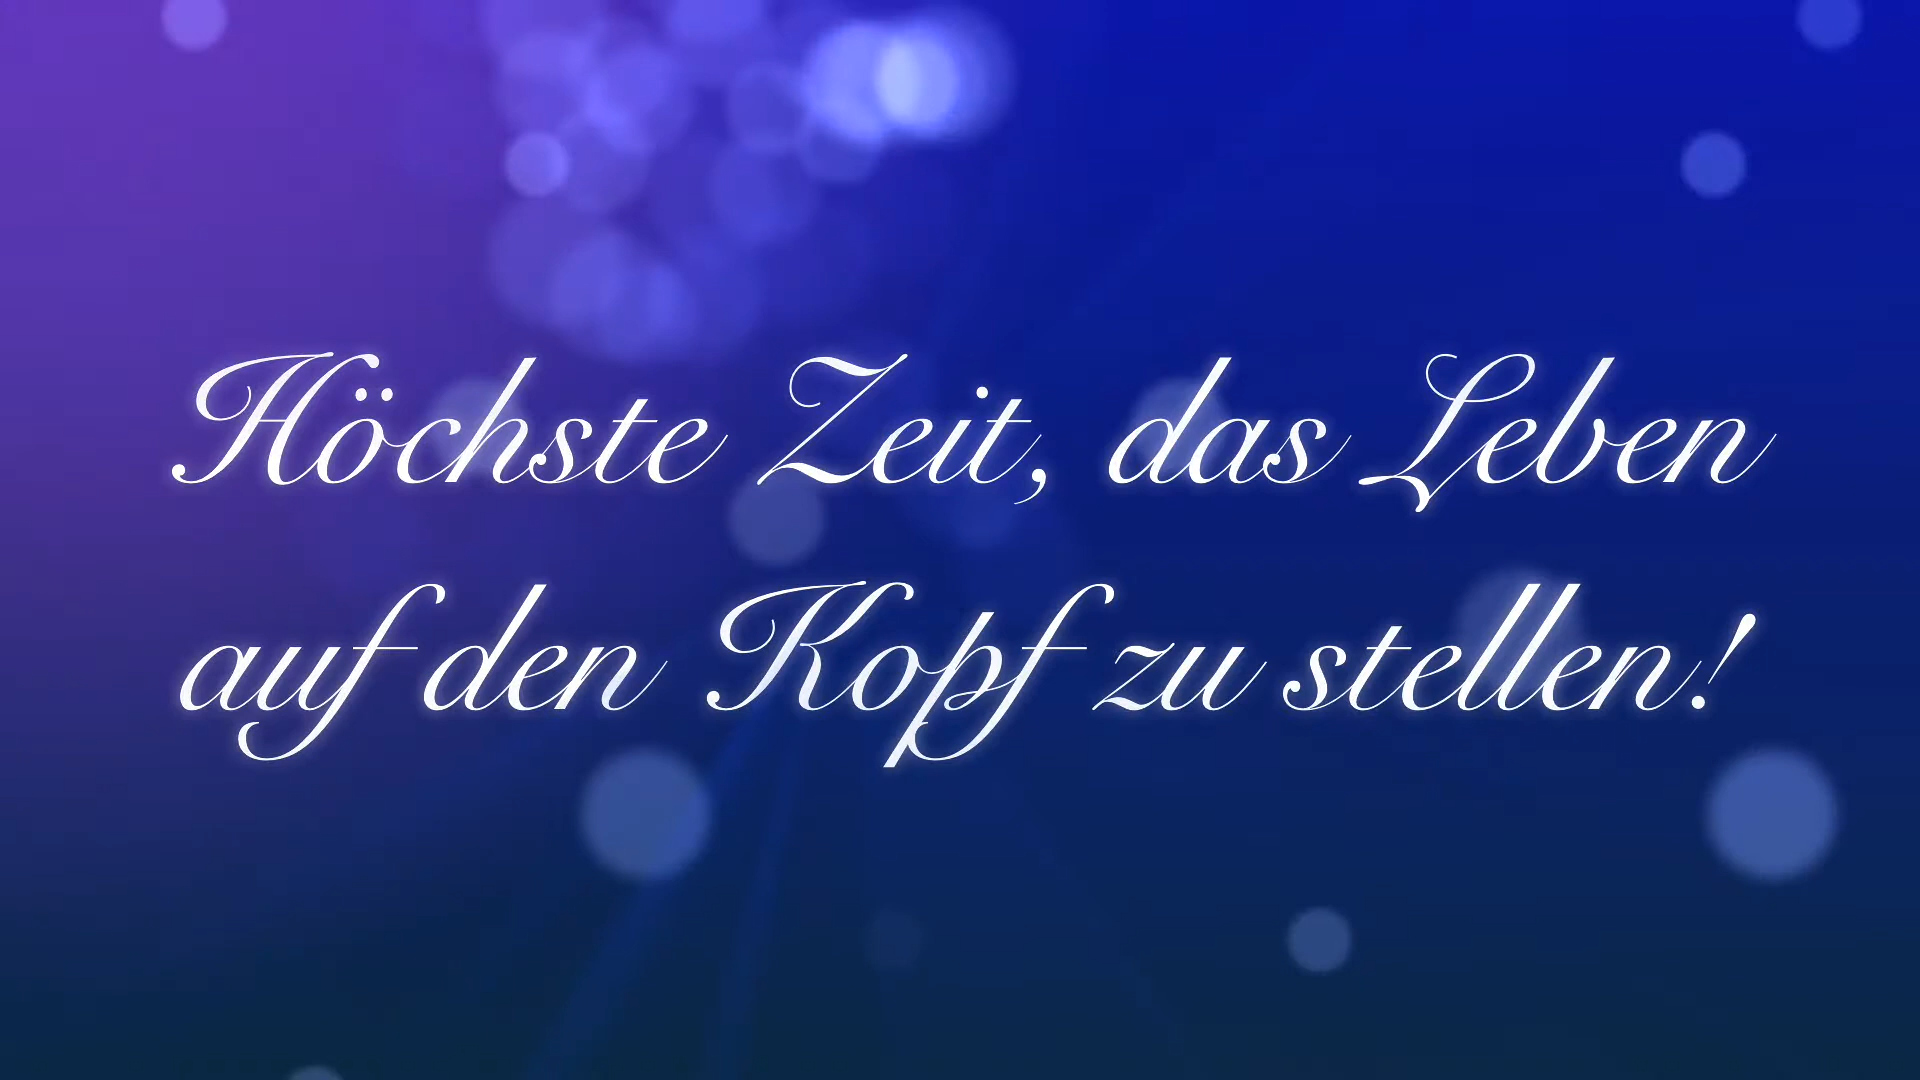 Höchste Zeit, das Leben
auf den Kopf zu stellen!